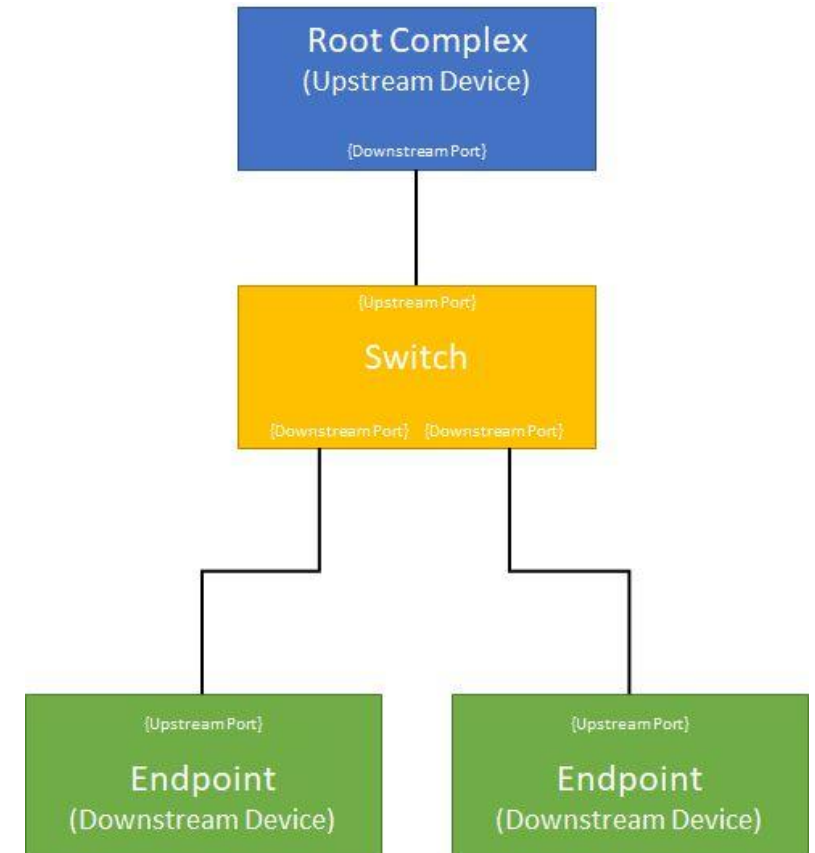 Root Complex
(Upstream Device)
{Downstream Port}
{Upstream Port}
Switch
{Downstream Port} {Downstream Port}
{Upstream Port}
Endpoint
(Downstream Device)
{Upstream Port}
Endpoint
(Downstream Device)